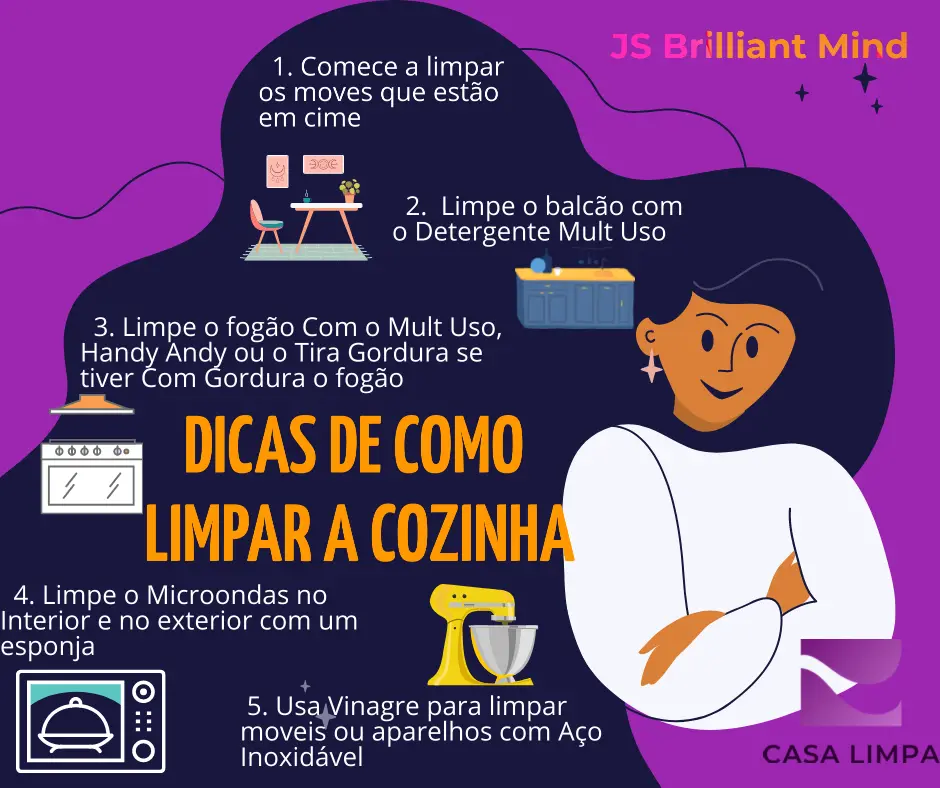 JS Brilliant Mind
1. Comece a limpar
os moves que estão
em cime
2. Limpe o balcão com
o Detergente Mult Uso
3. Limpe o fogão Com o Mult Uso,
Handy Andy ou o Tira Gordura se
tiver Com Gordura o fogão
DICAS DE COMO
LIMPAR A COZINHA
4. Limpe o Microondas no
Interior e no exterior com um
esponja
5. Usa Vinagre para limpar
moveis ou aparelhos com Aço
Inoxidável
CASA LIMPA